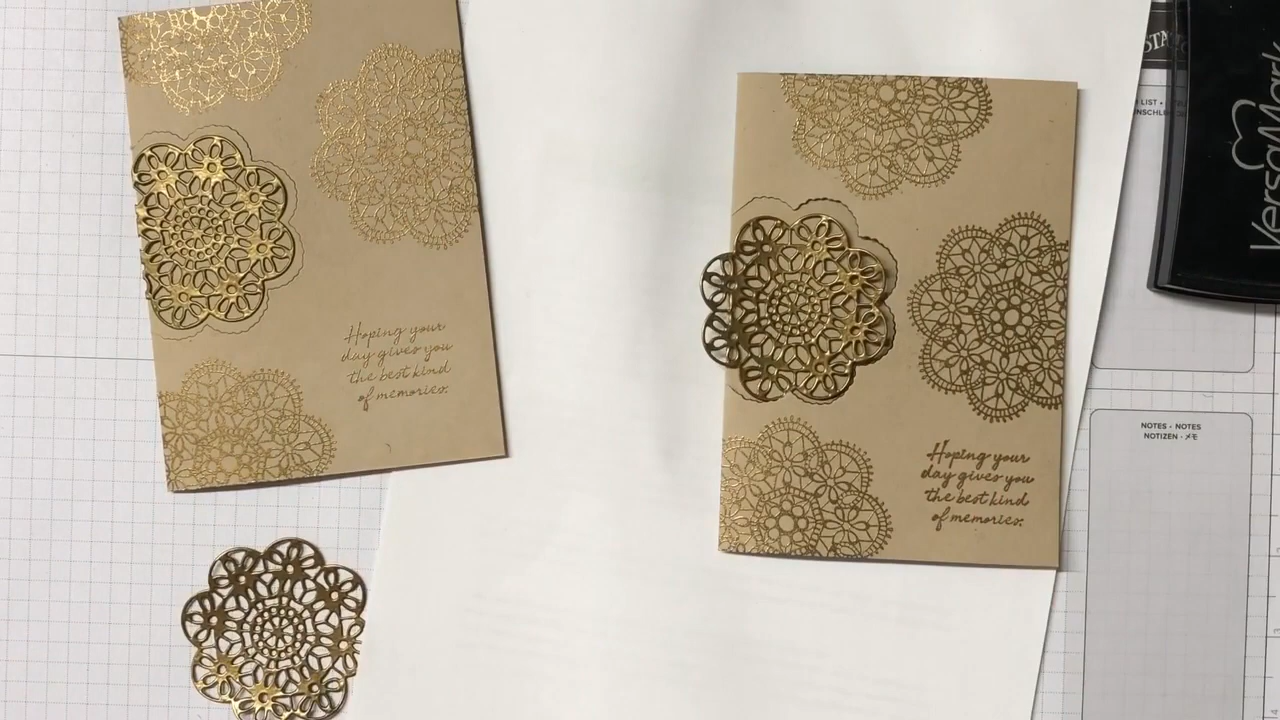 Hoping your
day gives you
the best kind
of memories.
Hoping your
day gives you
the best kind
of memories.
VersaMark
LIST •
NOTES • NOTES
NOTIZEN • メモ